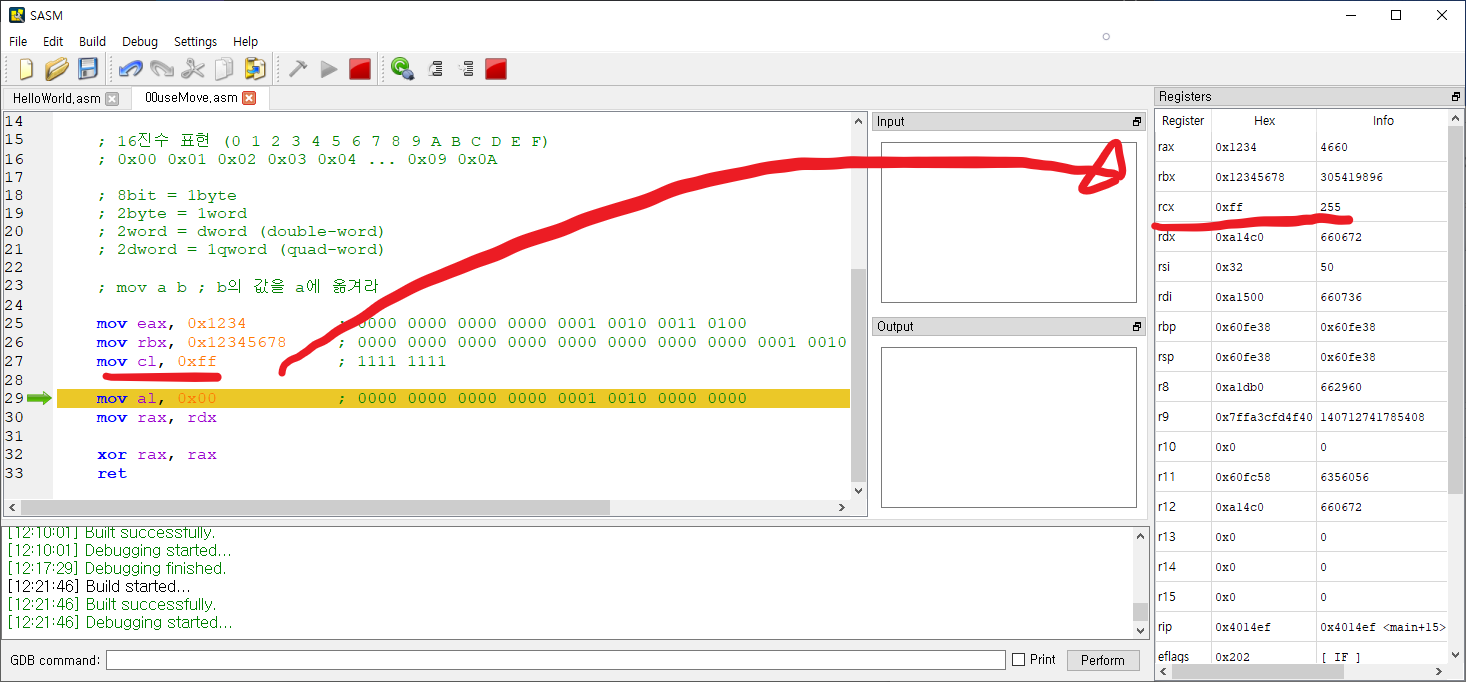 SASM
File Edit Build Debug Settings Help
HelloWorld.asm 00useMove.asm
14
15 ; 16진수 표현 (0 1 2 3 4 5 6 7 8 9 A B C D E F)
16 ; 0x00 0x01 0x02 0x03 0x04 ... 0x09 0x0A
17
18 ; 8bit = 1byte
19 ; 2byte = 1word
20 ; 2word = dword (double-word)
21 ; 2dword = 1qword (quad-word)
22
23 ; mov a b ; b의 값을 a에 옮겨라
24
25 mov eax, 0x1234 ; 0000 0000 0000 0000 0001 0010 0011 0100
26 mov rbx, 0x12345678 ; 0000 0000 0000 0000 0000 0000 0000 0000 0001 0010
27 mov cl, 0xff ; 1111 1111
28
29 mov al, 0x00 ; 0000 0000 0000 0000 0001 0010 0000 0000
30 mov rax, rdx
31
32 xor rax, rax
33 ret
Input
Output
Registers
Register Hex Info
rax 0x1234 4660
rbx 0x12345678 305419896
rcx 0xff 255
rdx 0xa14c0 660672
rsi 0x32 50
rdi 0xa1500 660736
rbp 0x60fe38 0x60fe38
rsp 0x60fe38 0x60fe38
r8 0xa1db0 662960
r9 0x7ffa3cfd4f40 140712741785408
r10 0x0 0
r11 0x60fc58 6356056
r12 0xa14c0 660672
r13 0x0 0
r14 0x0 0
r15 0x0 0
rip 0x4014ef 0x4014ef <main+15>
eflags 0x202 [ IF ]
[12:10:01] Built successfully.
[12:10:01] Debugging started...
[12:17:29] Debugging finished.
[12:21:46] Build started...
[12:21:46] Built successfully.
[12:21:46] Debugging started...
GDB command: Print Perform